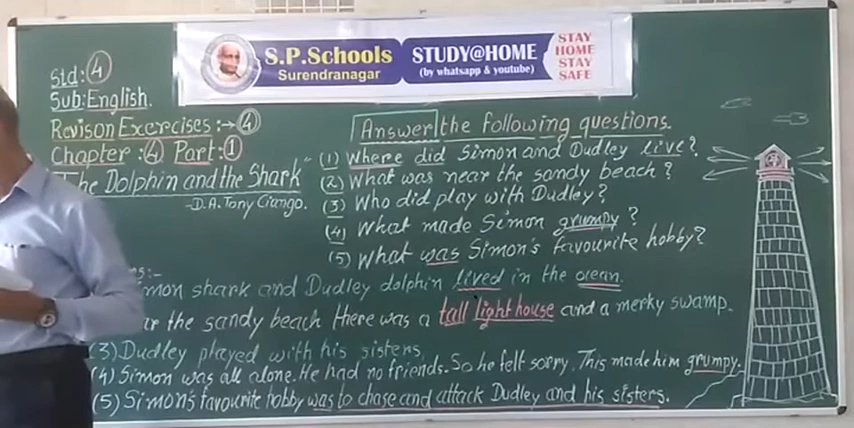 S.P.Schools
Surendranagar
STUDY@HOME
(by whatsapp & youtube)
STAY
HOME
STAY
SAFE
Std: 4
Sub: English.
Revison Exercises :→ 4
Chapter : 4 Part : 1
"The Dolphin and the Shark"
- D.A. Tony Ciango.
Answer the following questions.
(1) Where did Simon and Dudley live?
(2) What was near the sandy beach ?
(3) Who did play with Dudley?
(4) What made Simon grumpy ?
(5) What was Simon's favourite hobby?
:-
mon shark and Dudley dolphin lived in the ocean.
the sandy beach there was a tall light house and a merky swamp.
(3) Dudley played with his sisters.
(4) Simon was all alone. He had no friends. So he felt sorry. This made him grumpy.
(5) Simon's favourite hobby was to chase and attack Dudley and his sisters.